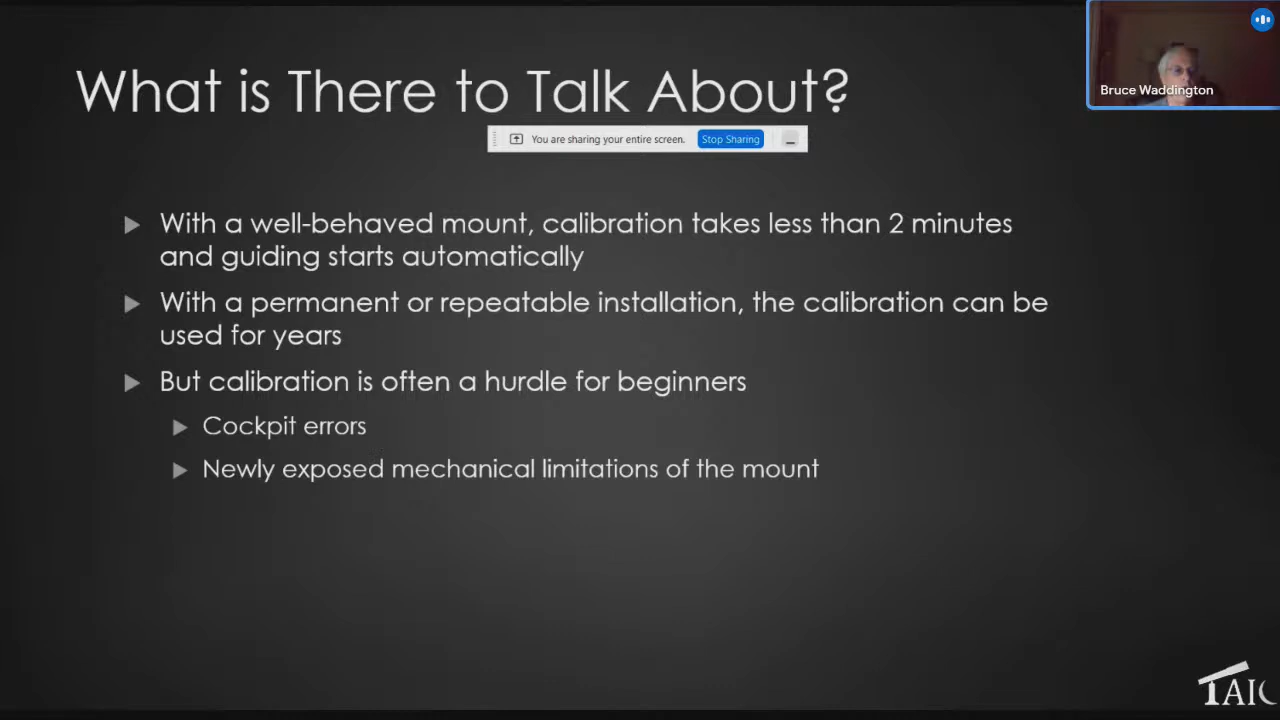 What is There to Talk About?
Bruce Waddington
You are sharing your entire screen.
Stop Sharing
With a well-behaved mount, calibration takes less than 2 minutes
and guiding starts automatically
With a permanent or repeatable installation, the calibration can be
used for years
But calibration is often a hurdle for beginners
Cockpit errors
Newly exposed mechanical limitations of the mount
TAIC